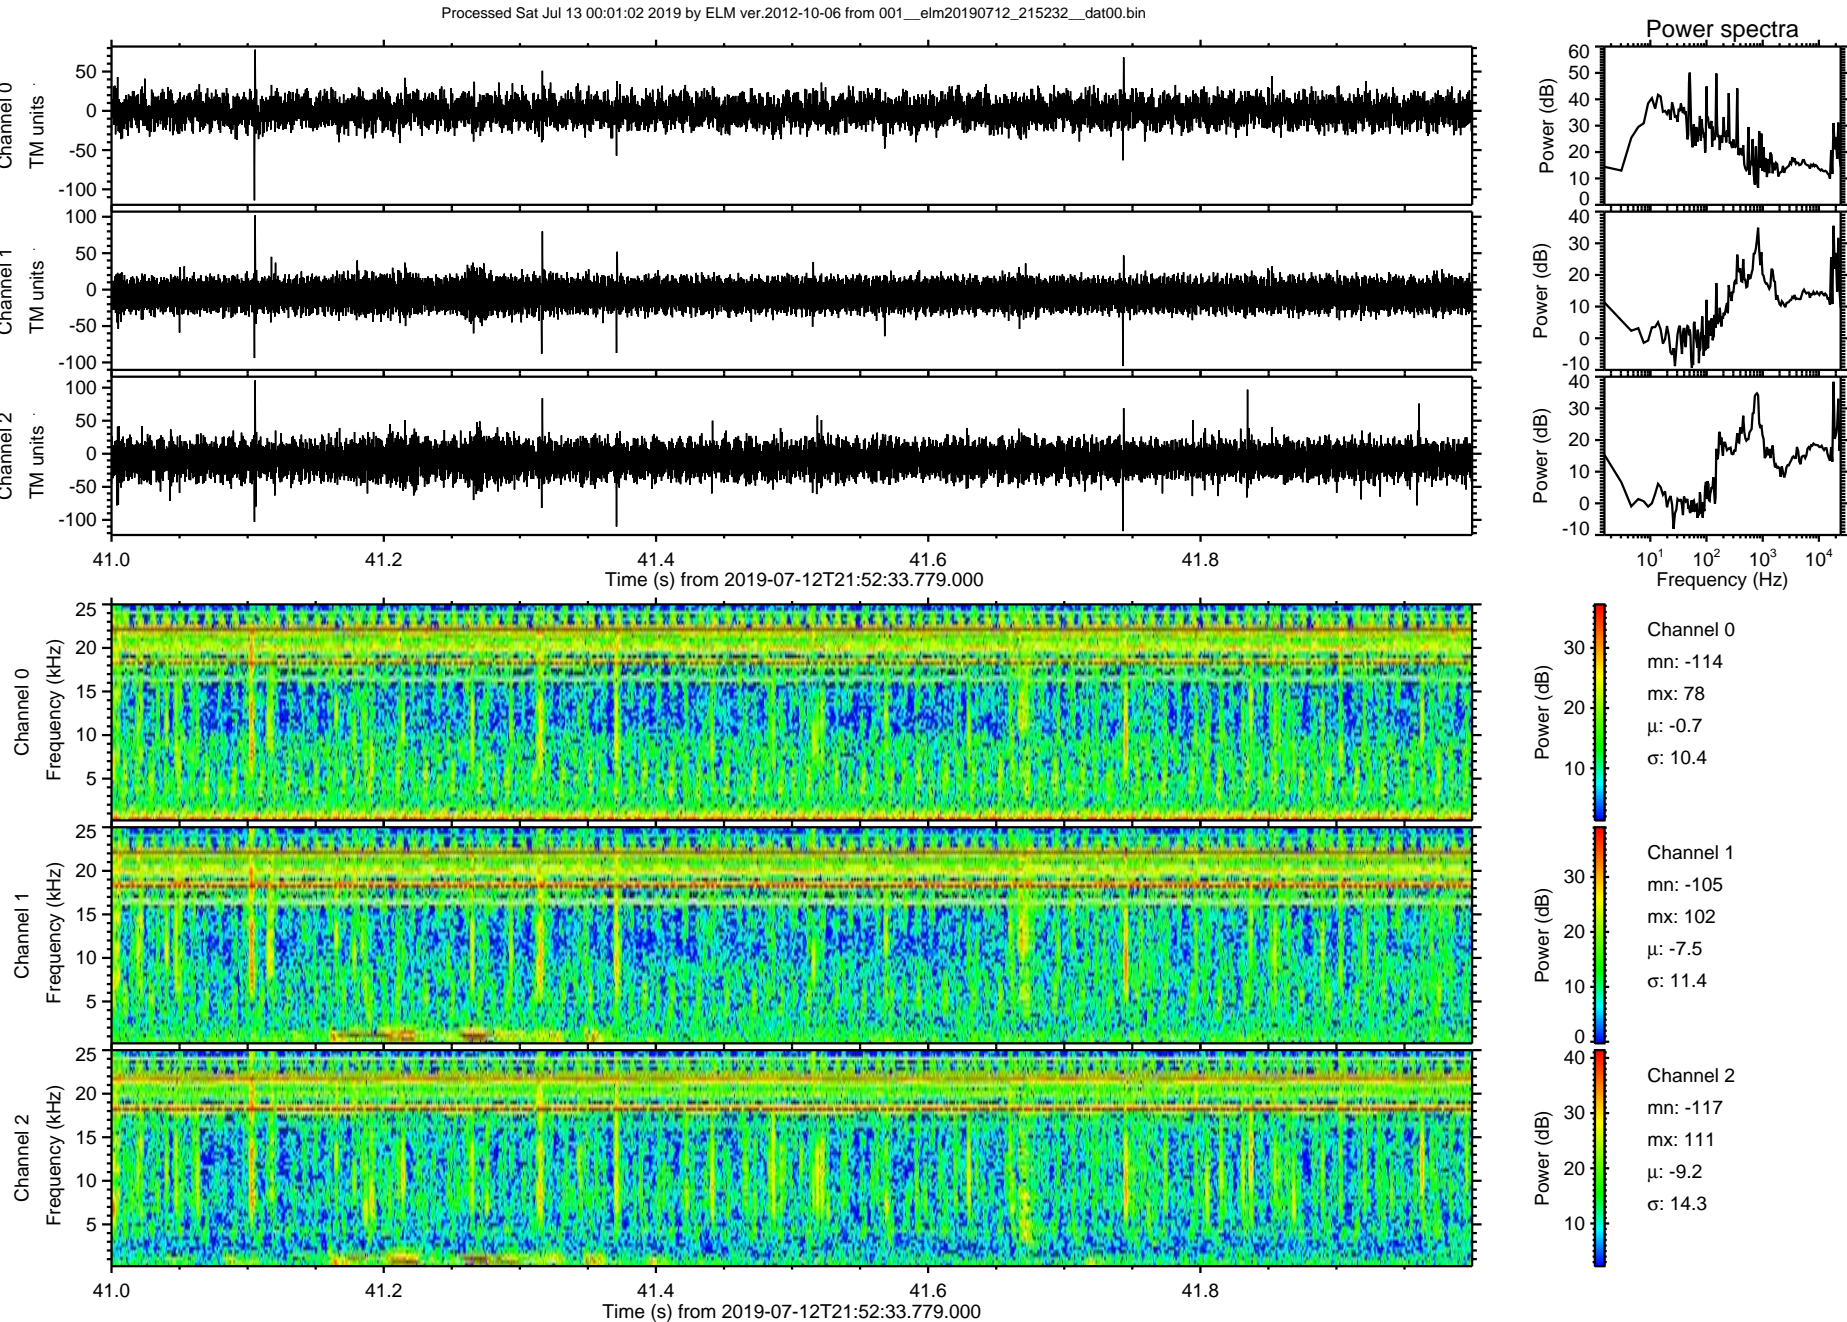 Processed Sat Jul 13 00:01:02 2019 by ELM ver.2012-10-06 from 001__elm20190712_215232__dat00.bin
Power spectra
Channel 0
TM units
50
0
-50
-100
Power (dB)
60
50
40
30
20
10
0
Channel 1
TM units
100
50
0
-50
-100
Power (dB)
40
30
20
10
0
-10
Channel 2
TM units
100
50
0
-50
-100
Power (dB)
40
30
20
10
0
-10
41.0 41.2 41.4 41.6 41.8
Time (s) from 2019-07-12T21:52:33.779.000
10^1 10^2 10^3 10^4
Frequency (Hz)
Channel 0
Frequency (kHz)
25
20
15
10
5
Power (dB)
30
20
10
Channel 0
mn: -114
mx: 78
μ: -0.7
σ: 10.4
Channel 1
Frequency (kHz)
25
20
15
10
5
Power (dB)
30
20
10
0
Channel 1
mn: -105
mx: 102
μ: -7.5
σ: 11.4
Channel 2
Frequency (kHz)
25
20
15
10
5
Power (dB)
40
30
20
10
Channel 2
mn: -117
mx: 111
μ: -9.2
σ: 14.3
41.0 41.2 41.4 41.6 41.8
Time (s) from 2019-07-12T21:52:33.779.000